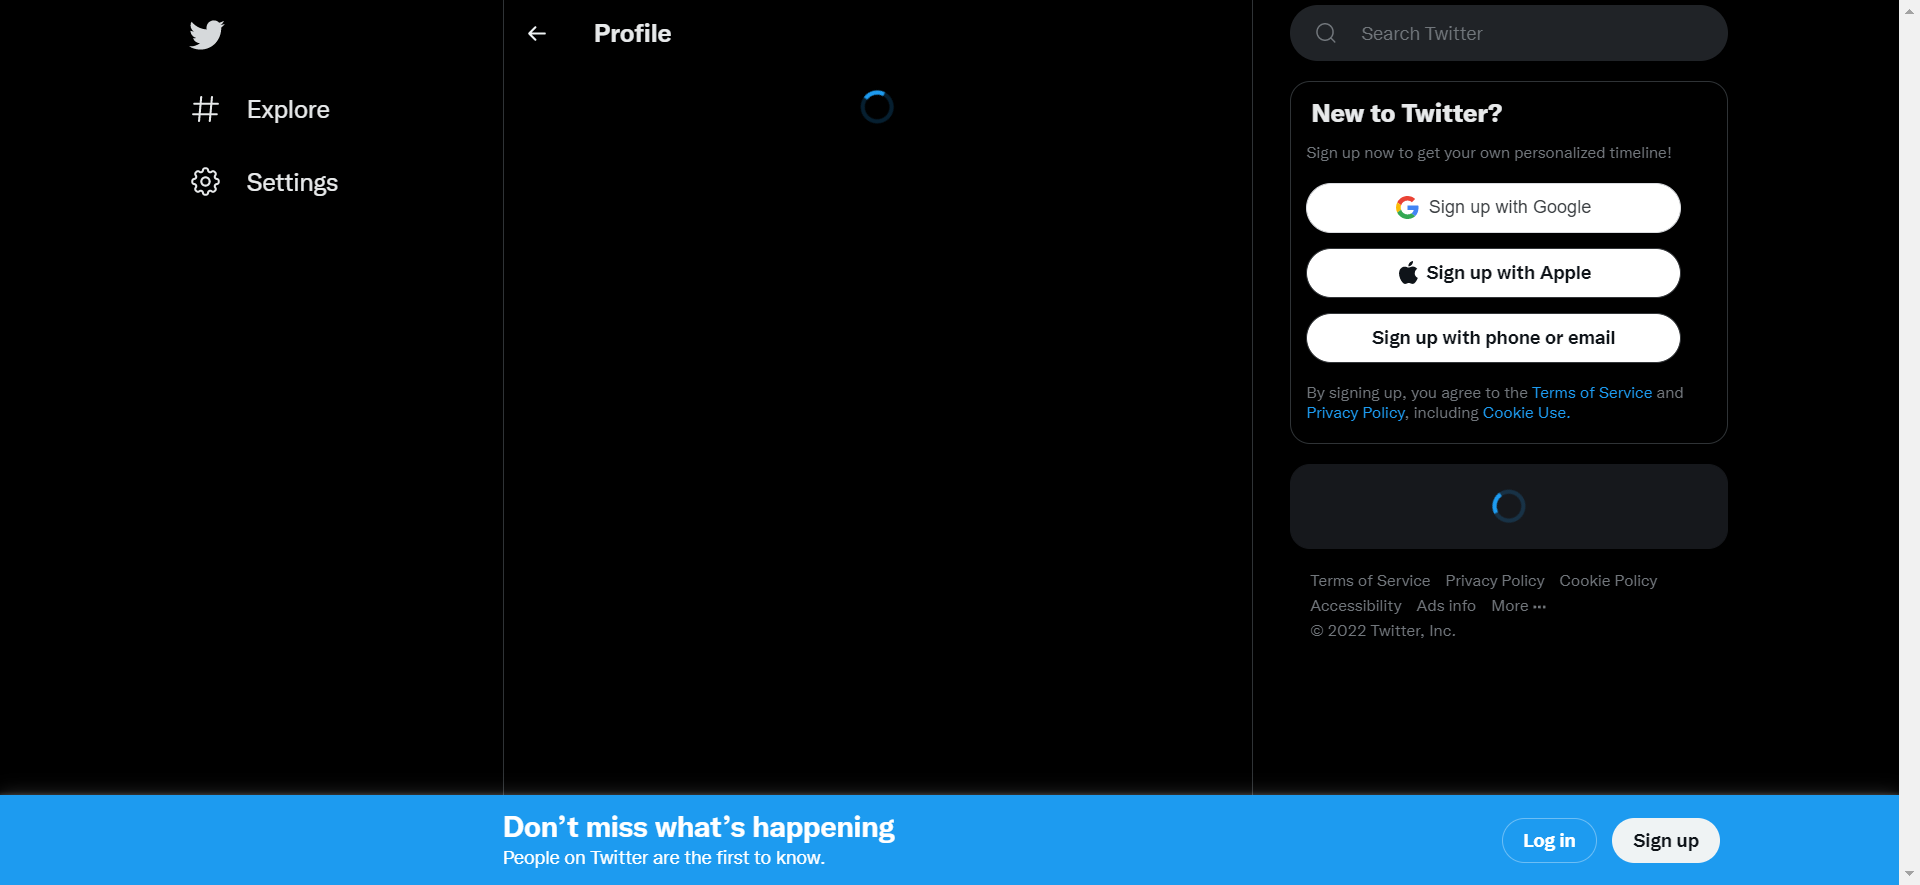 Explore
Settings
Profile
Search Twitter
New to Twitter?
Sign up now to get your own personalized timeline!
Sign up with Google
Sign up with Apple
Sign up with phone or email
By signing up, you agree to the Terms of Service and
Privacy Policy, including Cookie Use.
Terms of Service Privacy Policy Cookie Policy
Accessibility Ads info More ···
© 2022 Twitter, Inc.
Don’t miss what’s happening
People on Twitter are the first to know.
Log in
Sign up